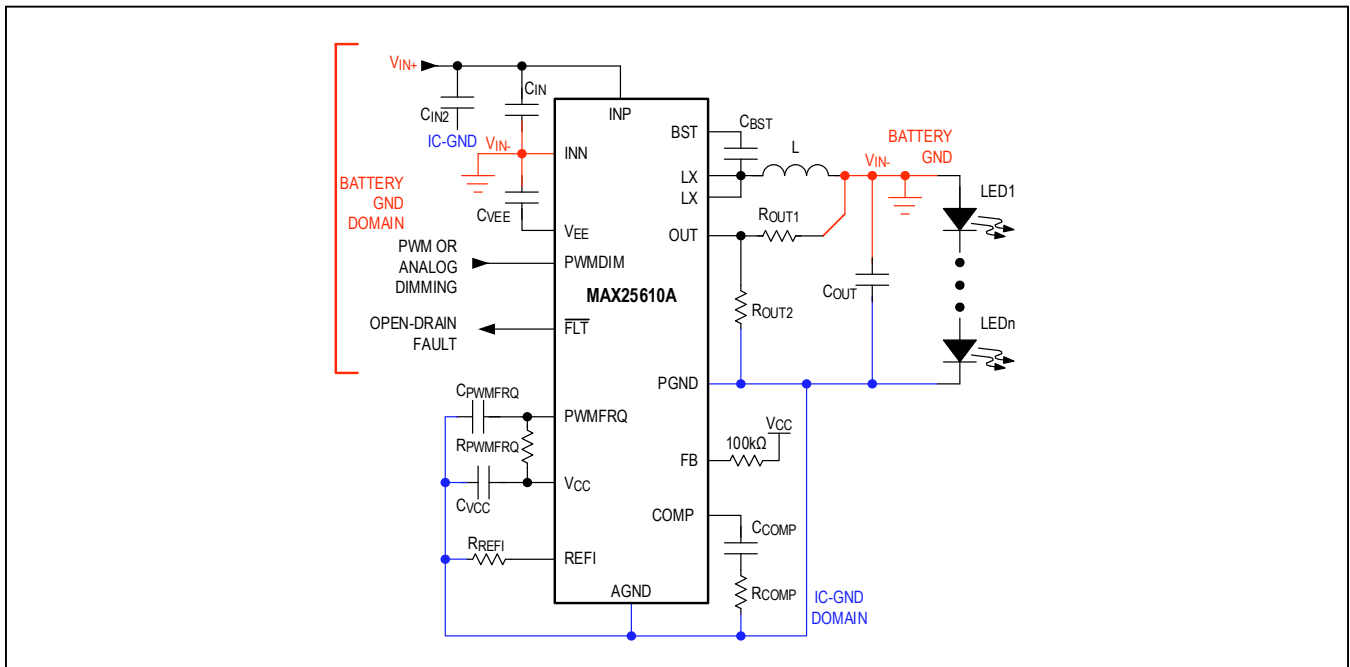 VIN+
CIN
CIN2
IC-GND
VIN-
INP
INN
BATTERY
GND
DOMAIN
CVEE
VEE
PWM OR
ANALOG
DIMMING
PWMDIM
MAX25610A
OPEN-DRAIN
FAULT
FLT
CPWMFRQ
PWMFRQ
RPWMFRQ
VCC
CVCC
RREFI
REFI
AGND
BST
CBST
LX
LX
L
VIN-
BATTERY
GND
OUT
ROUT1
ROUT2
COUT
LED1
LEDn
PGND
VCC
100kΩ
FB
COMP
CCOMP
RCOMP
IC-GND
DOMAIN